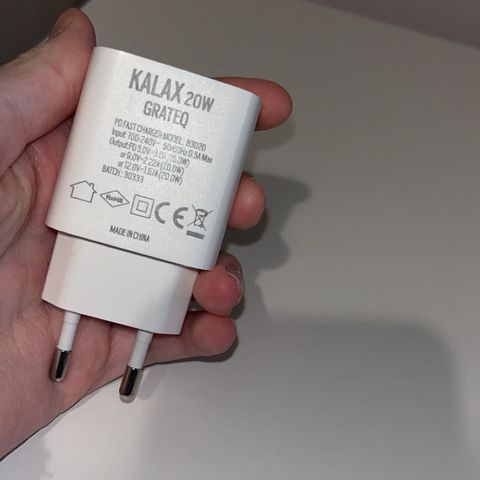 KALAX 20W
GRATEQ
PD FAST CHARGER MODEL: 83020
Input: 100-240V~ 50/60Hz 0.5A Max
Output: PD 5.0V⎓3.0A (15.0W)
or 9.0V⎓2.22A (20.0W)
or 12.0V⎓1.67A (20.0W)
BATCH: 30333
RoHS CE
MADE IN CHINA